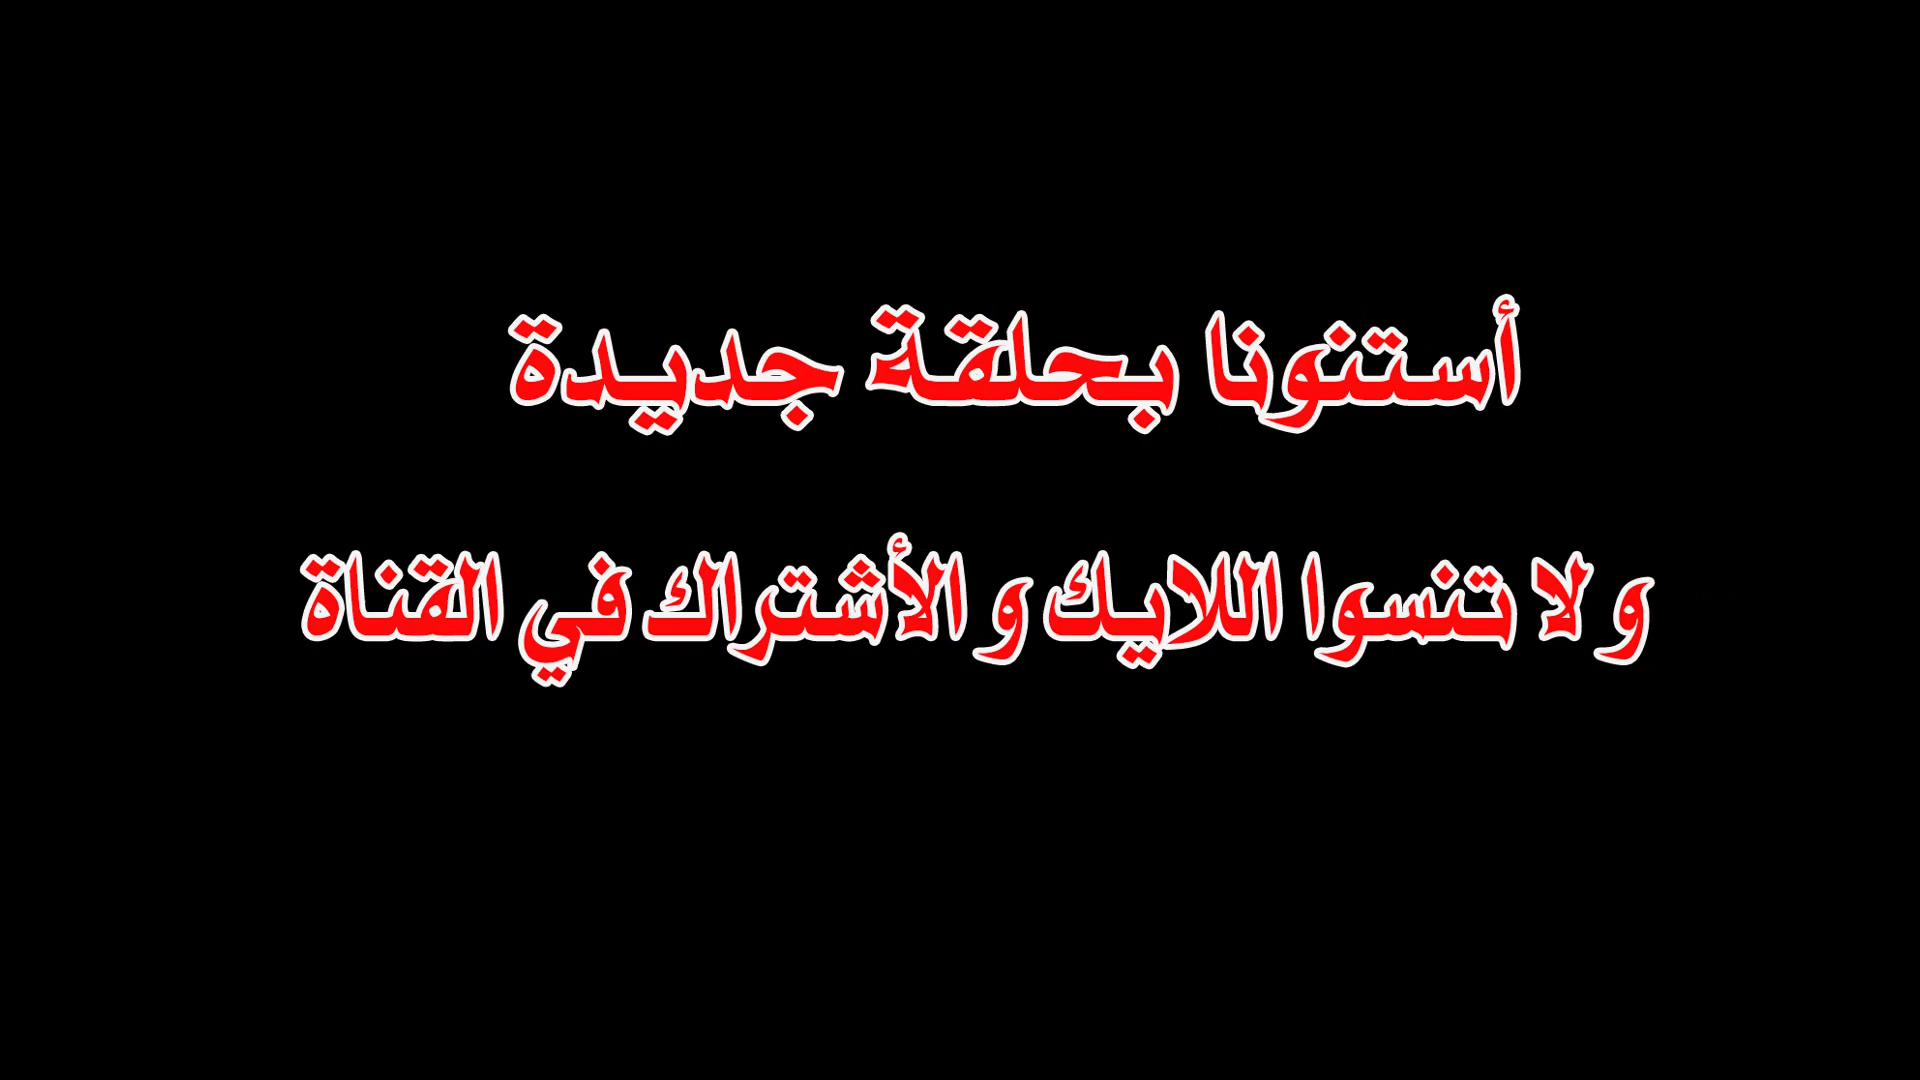 أستنونا بحلقة جديدة
و لا تنسوا اللايك و الأشتراك في القناة